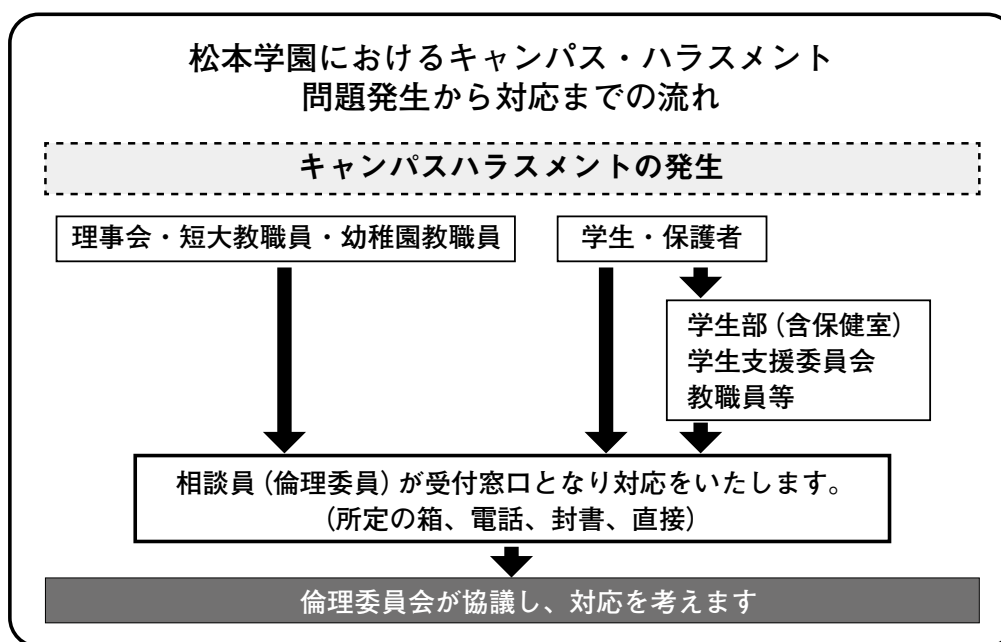 松本学園におけるキャンパス・ハラスメント
問題発生から対応までの流れ
キャンパスハラスメントの発生
理事会・短大教職員・幼稚園教職員
学生・保護者
学生部（含保健室）
学生支援委員会
教職員等
相談員（倫理委員）が受付窓口となり対応をいたします。
（所定の箱、電話、封書、直接）
倫理委員会が協議し、対応を考えます